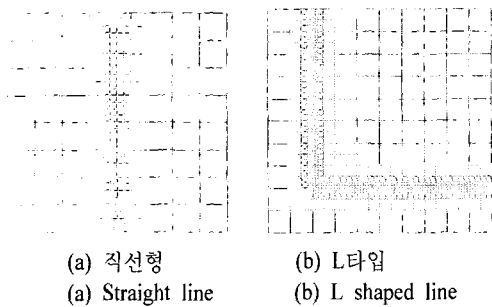 (a) 직선형
(a) Straight line
(b) L타입
(b) L shaped line